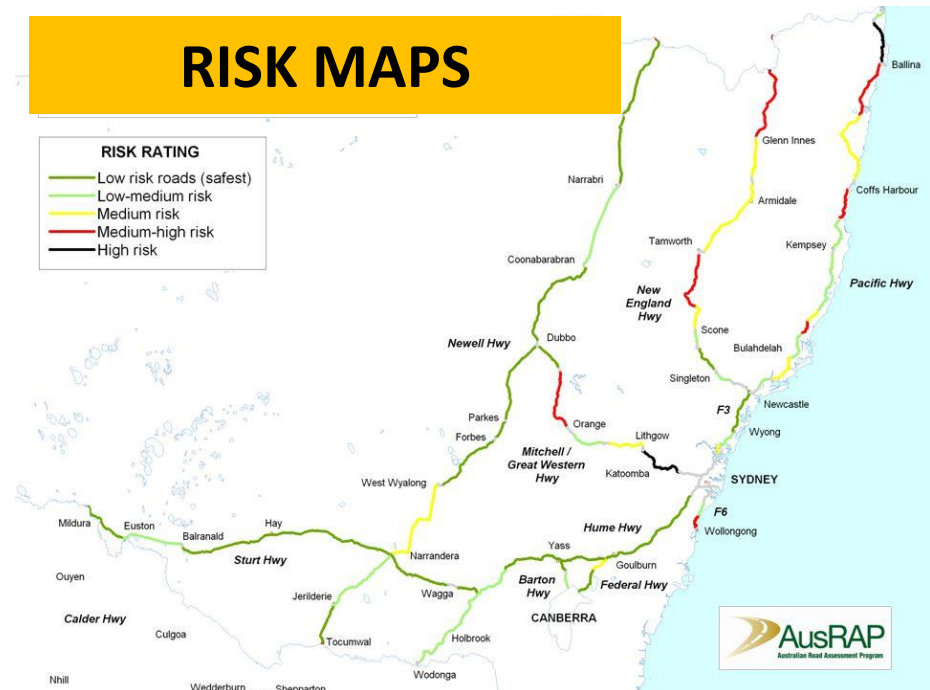 RISK MAPS
RISK RATING
Low risk roads (safest)
Low-medium risk
Medium risk
Medium-high risk
High risk
Ballina
Glenn Innes
Narrabri
Coffs Harbour
Armidale
Tamworth
Kempsey
Coonabarabran
Pacific Hwy
New
England
Hwy
Scone
Newell Hwy
Dubbo
Bulahdelah
Singleton
F3
Newcastle
Parkes
Orange
Wyong
Forbes
Lithgow
Mitchell /
Great Western
Hwy
Katoomba
West Wyalong
SYDNEY
F6
Mildura
Euston
Hay
Hume Hwy
Wollongong
Balranald
Yass
Sturt Hwy
Narrandera
Goulburn
Ouyen
Barton
Hwy
Federal Hwy
Jerilderie
Wagga
CANBERRA
Calder Hwy
Culgoa
Tocumwal
Holbrook
Wodonga
Nhill
Wedderburn
Shepparton
AusRAP
Australian Road Assessment Program